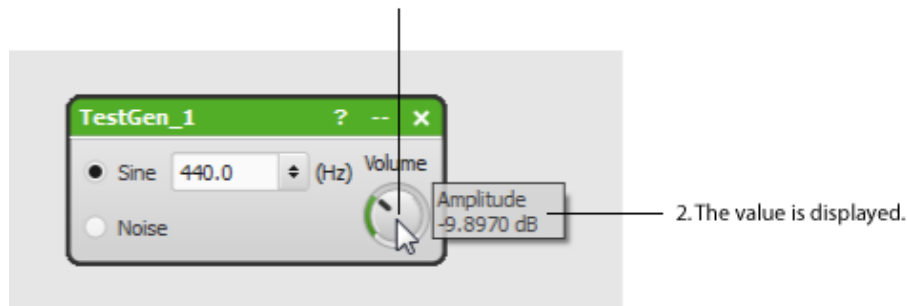 TestGen_1 ? -- ×
Sine 440.0 (Hz) Volume
Amplitude
-9.8970 dB
2.The value is displayed.
Noise